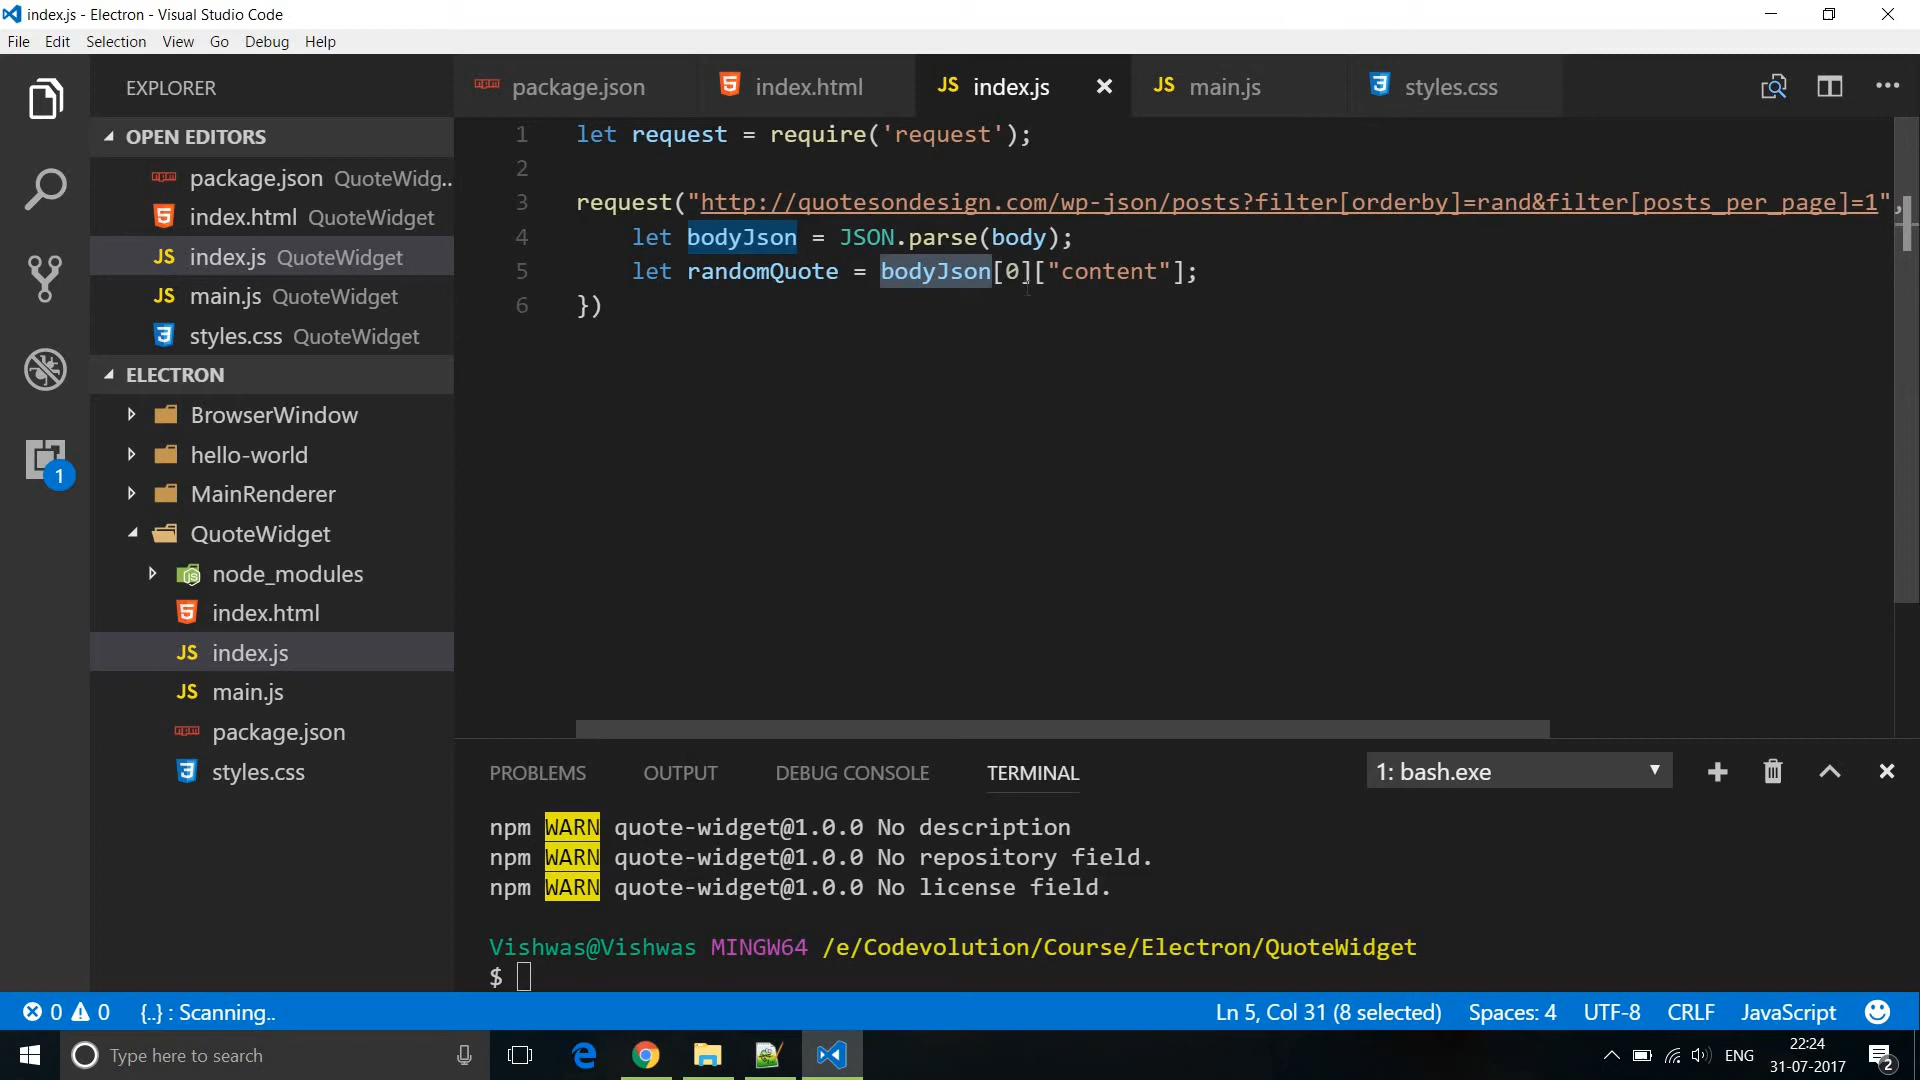 index.js - Electron - Visual Studio Code
File Edit Selection View Go Debug Help
EXPLORER
OPEN EDITORS
package.json QuoteWidg..
index.html QuoteWidget
index.js QuoteWidget
main.js QuoteWidget
styles.css QuoteWidget
ELECTRON
BrowserWindow
hello-world
MainRenderer
QuoteWidget
node_modules
index.html
index.js
main.js
package.json
styles.css
1
package.json index.html JS index.js JS main.js styles.css
1 let request = require('request');
2
3 request("http://quotesondesign.com/wp-json/posts?filter[orderby]=rand&filter[posts_per_page]=1",
4 let bodyJson = JSON.parse(body);
5 let randomQuote = bodyJson[0]["content"];
6 })
PROBLEMS OUTPUT DEBUG CONSOLE TERMINAL 1: bash.exe
npm WARN quote-widget@1.0.0 No description
npm WARN quote-widget@1.0.0 No repository field.
npm WARN quote-widget@1.0.0 No license field.
Vishwas@Vishwas MINGW64 /e/Codevolution/Course/Electron/QuoteWidget
$
0 0 {..} : Scanning.. Ln 5, Col 31 (8 selected) Spaces: 4 UTF-8 CRLF JavaScript
Type here to search ENG 22:24
31-07-2017 2